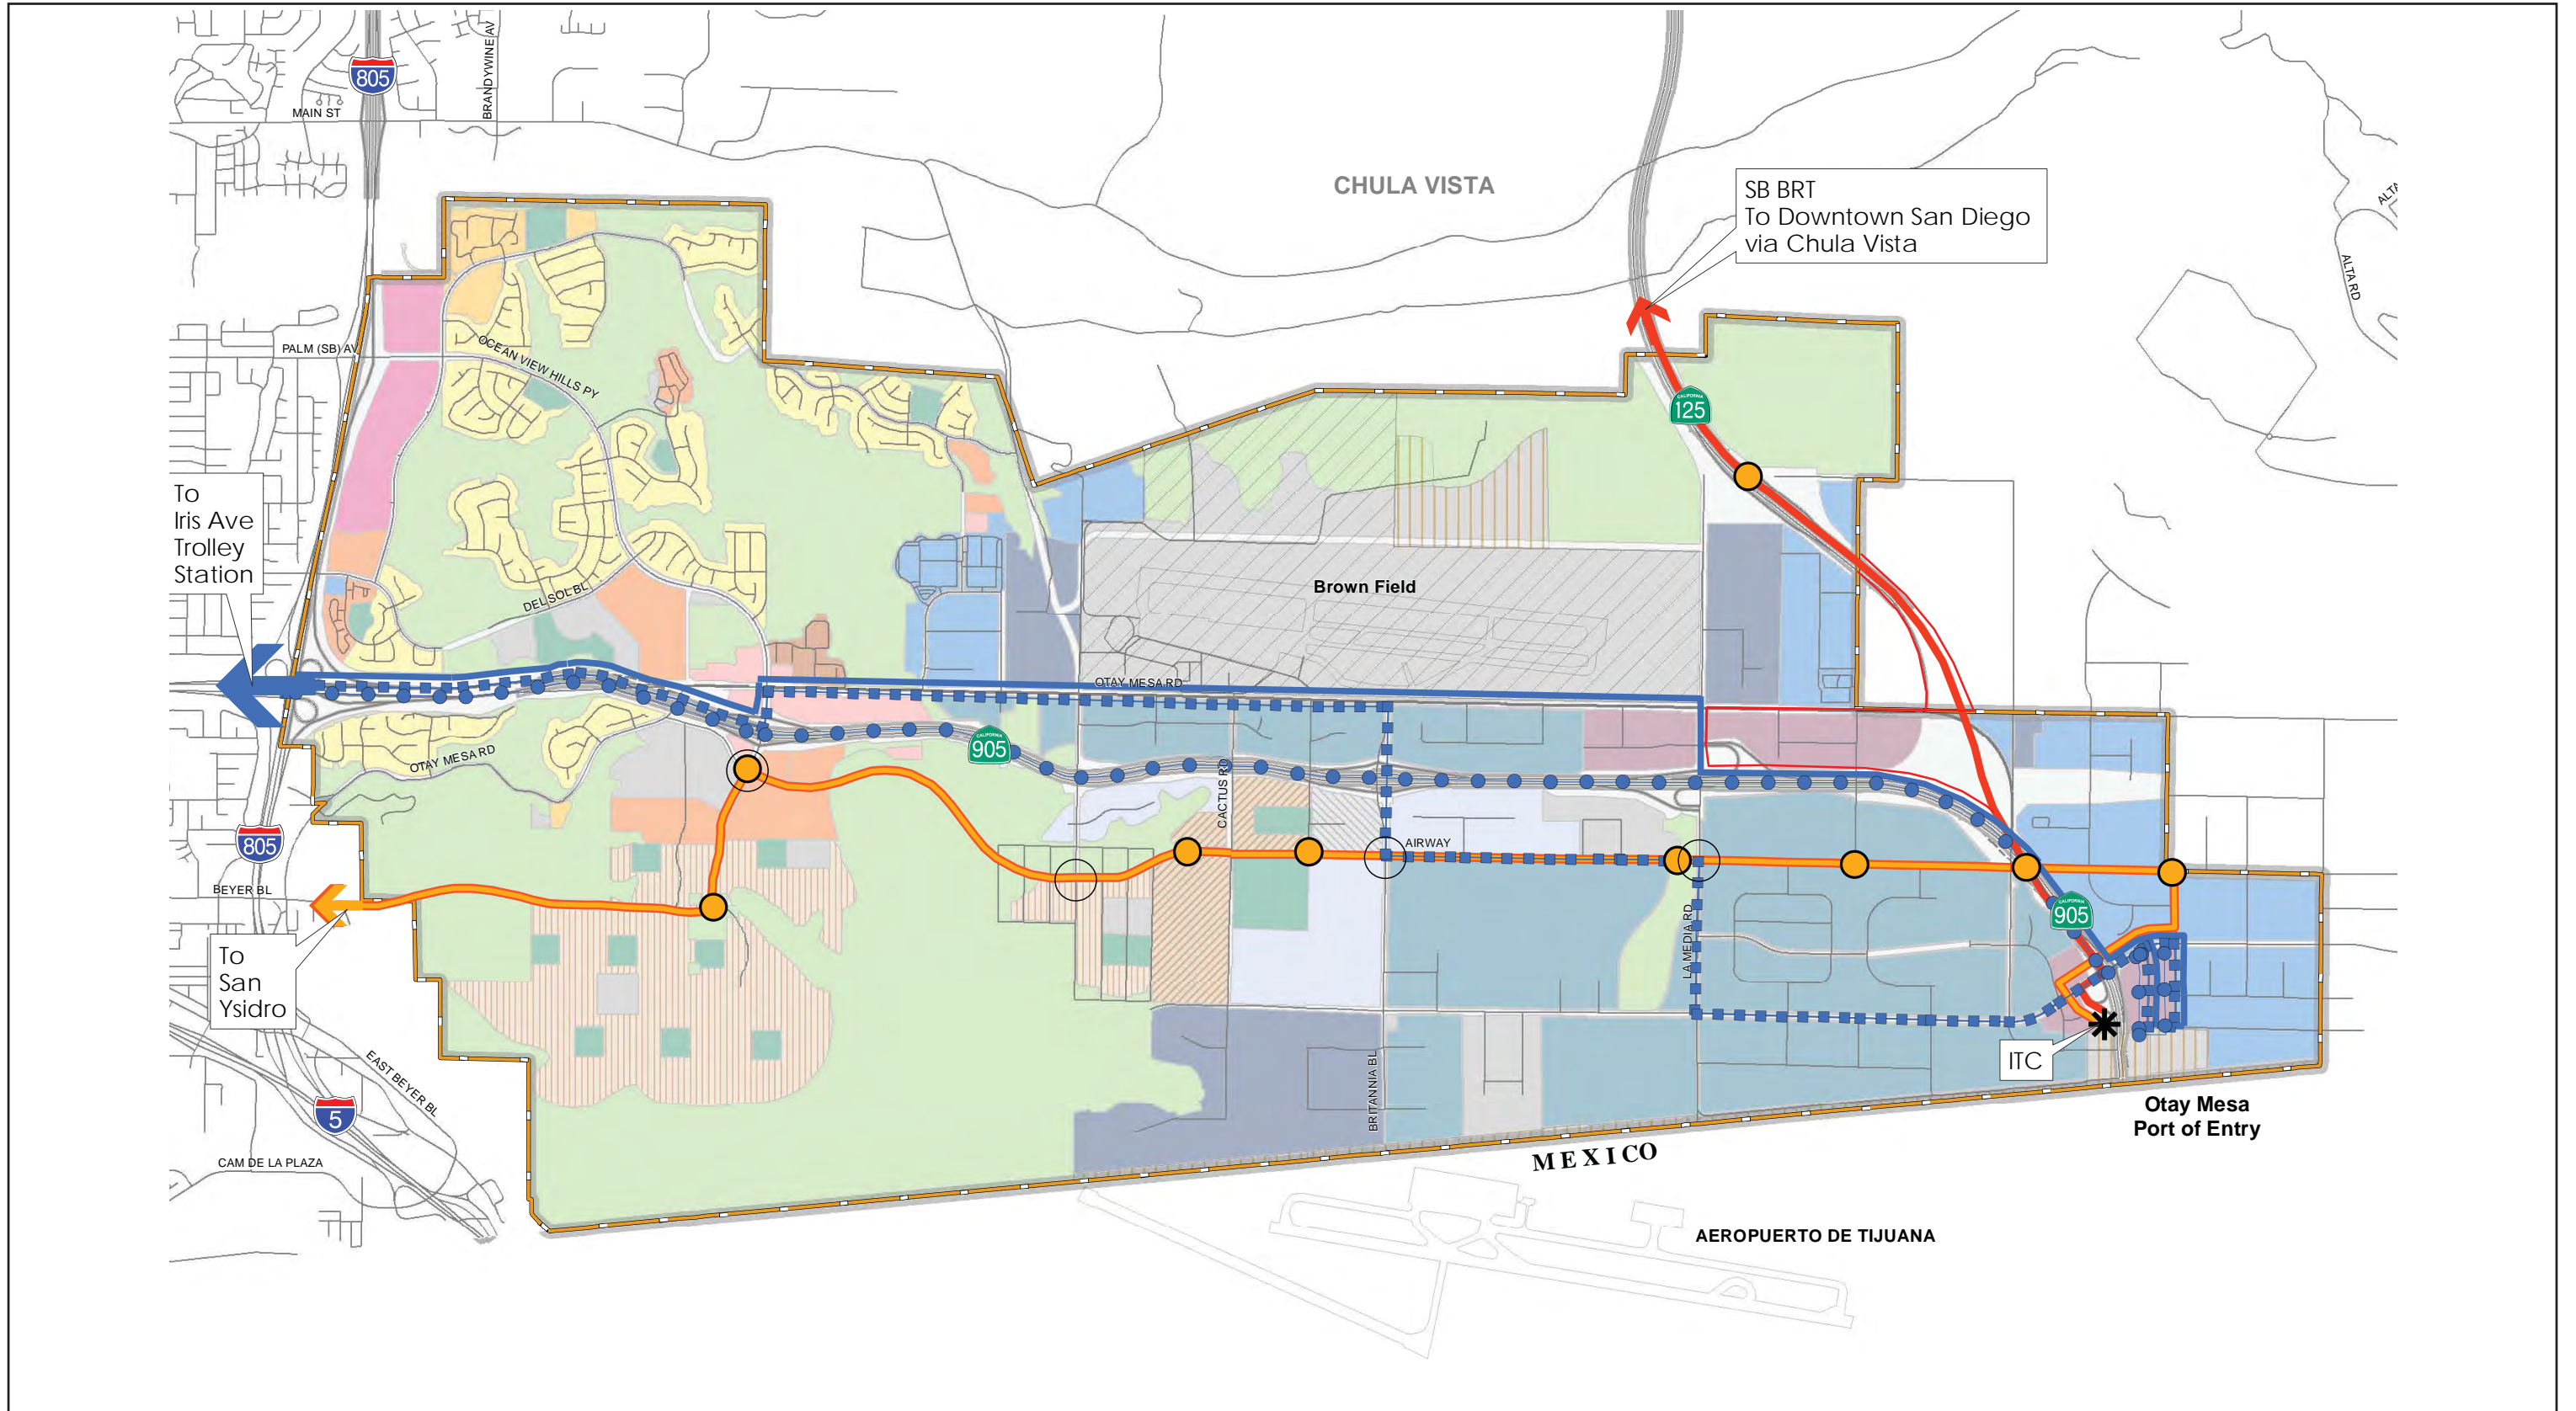 BRANDYWINE AV
805
MAIN ST
CHULA VISTA
SB BRT
To Downtown San Diego
via Chula Vista
ALTA
ALTA RD
PALM (SB) AV
OCEAN VIEW HILLS PY
CALIFORNIA
125
To
Iris Ave
Trolley
Station
Brown Field
DEL SOL BL
OTAY MESA RD
CALIFORNIA
905
OTAY MESA RD
CACTUS RD
805
AIRWAY
BEYER BL
LA MEDIA RD
CALIFORNIA
905
To
San
Ysidro
ITC
EAST BEYER BL
BRITANNIA BL
5
Otay Mesa
Port of Entry
CAM DE LA PLAZA
MEXICO
AEROPUERTO DE TIJUANA